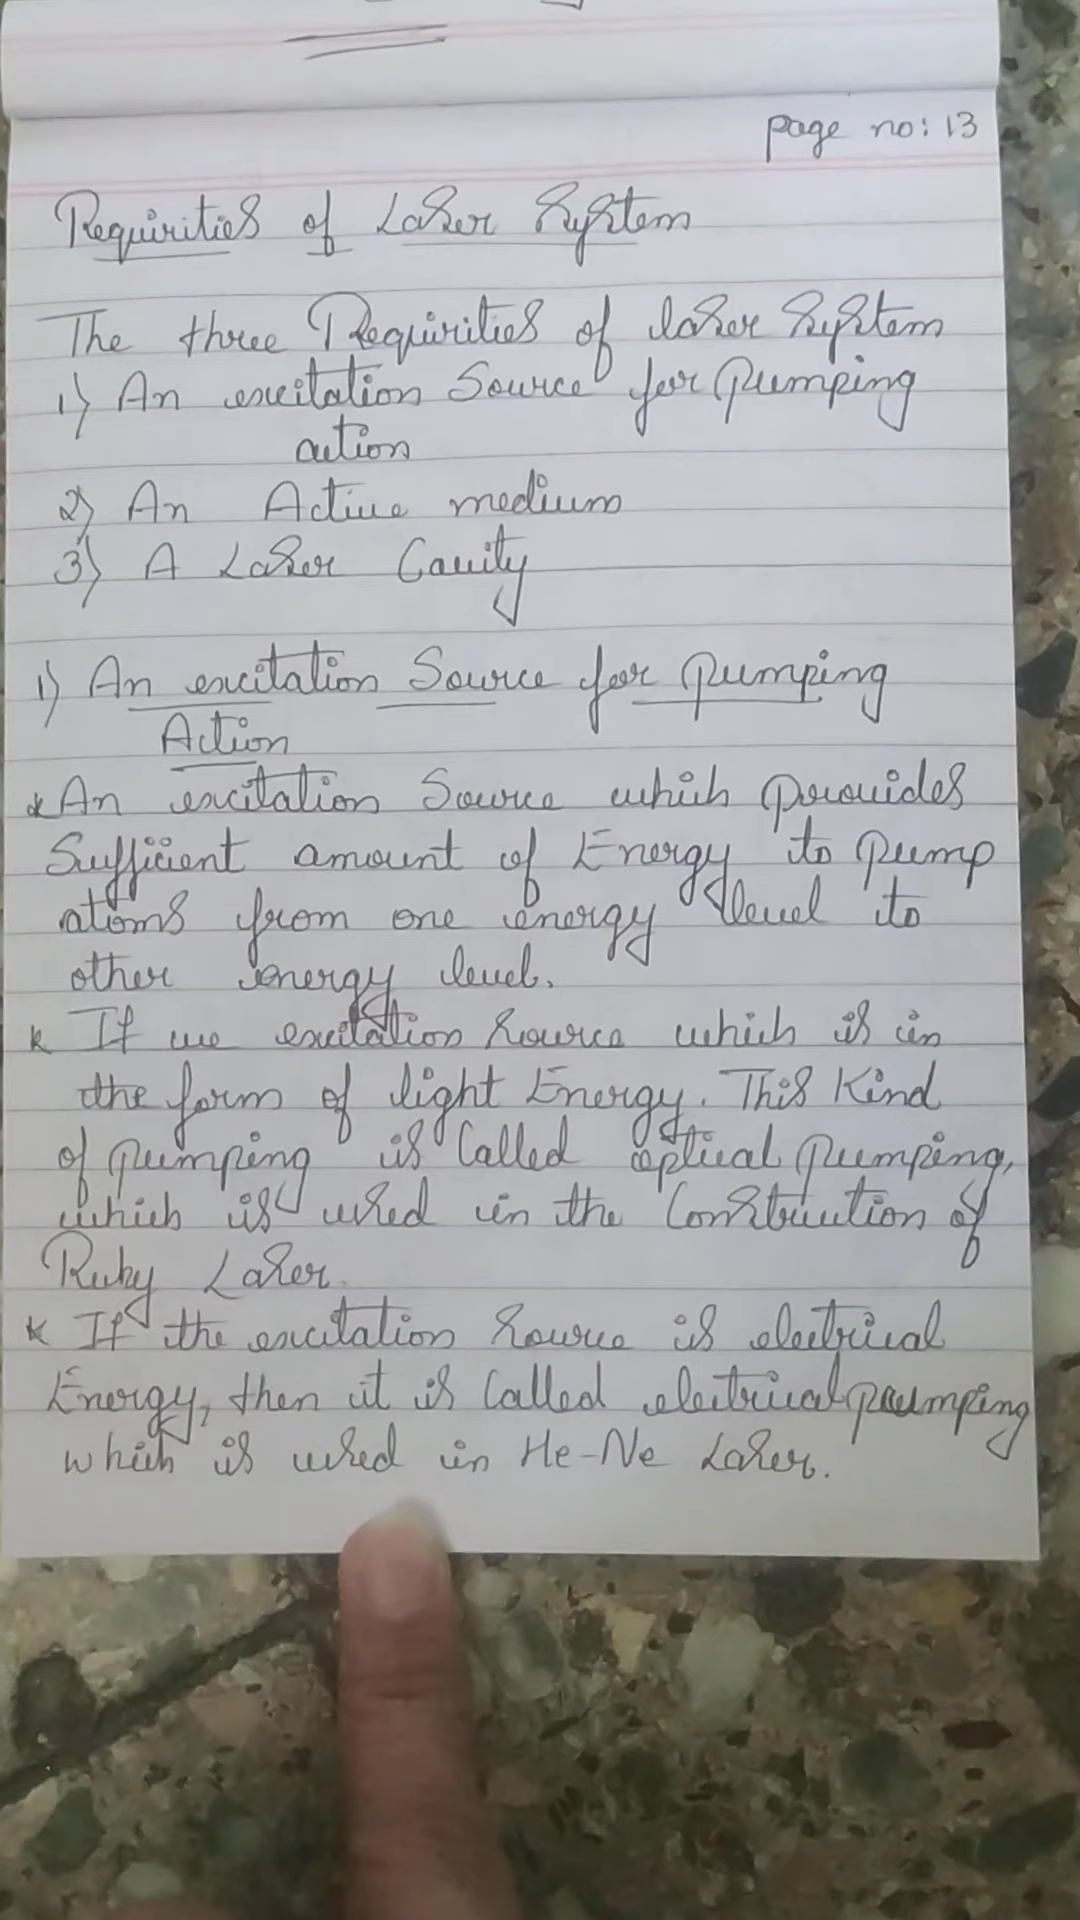 page no: 13
Requirities of Laser System
The three Requirities of laser System
1) An excitation Source for Pumping
action
2) An Active medium
3) A Laser Cavity
1) An excitation Source for Pumping
Action
* An excitation Source which provides
Sufficient amount of Energy to Pump
atoms from one energy level to
other energy level.
* If we excitation Source which is in
the form of light Energy. This Kind
of Pumping is Called optical Pumping,
which is used in the Construction of
Ruby Laser.
* If the excitation Source is electrical
Energy, then it is Called electrical pumping
which is used in He-Ne Laser.